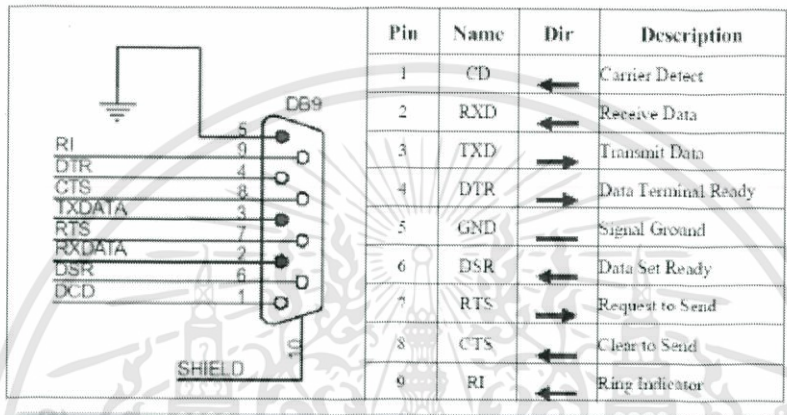 DB9
5
RI 9
DTR 4
CTS 8
TXDATA 3
RTS 7
RXDATA 2
DSR 6
DCD 1
SHIELD 10
Pin Name Dir Description
1 CD Carrier Detect
2 RXD Receive Data
3 TXD Transmit Data
4 DTR Data Terminal Ready
5 GND Signal Ground
6 DSR Data Set Ready
7 RTS Request to Send
8 CTS Clear to Send
9 RI Ring Indicator